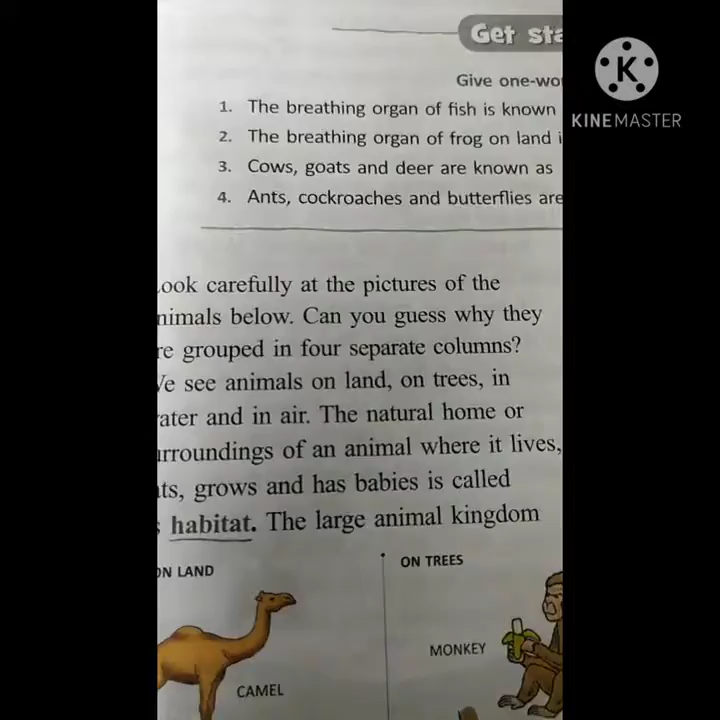 Get sta
Give one-wo
1. The breathing organ of fish is known
2. The breathing organ of frog on land i
3. Cows, goats and deer are known as
4. Ants, cockroaches and butterflies are
ook carefully at the pictures of the
nimals below. Can you guess why they
re grouped in four separate columns?
e see animals on land, on trees, in
ater and in air. The natural home or
rroundings of an animal where it lives,
ts, grows and has babies is called
s habitat. The large animal kingdom
ON LAND
ON TREES
MONKEY
CAMEL
K
KINEMASTER